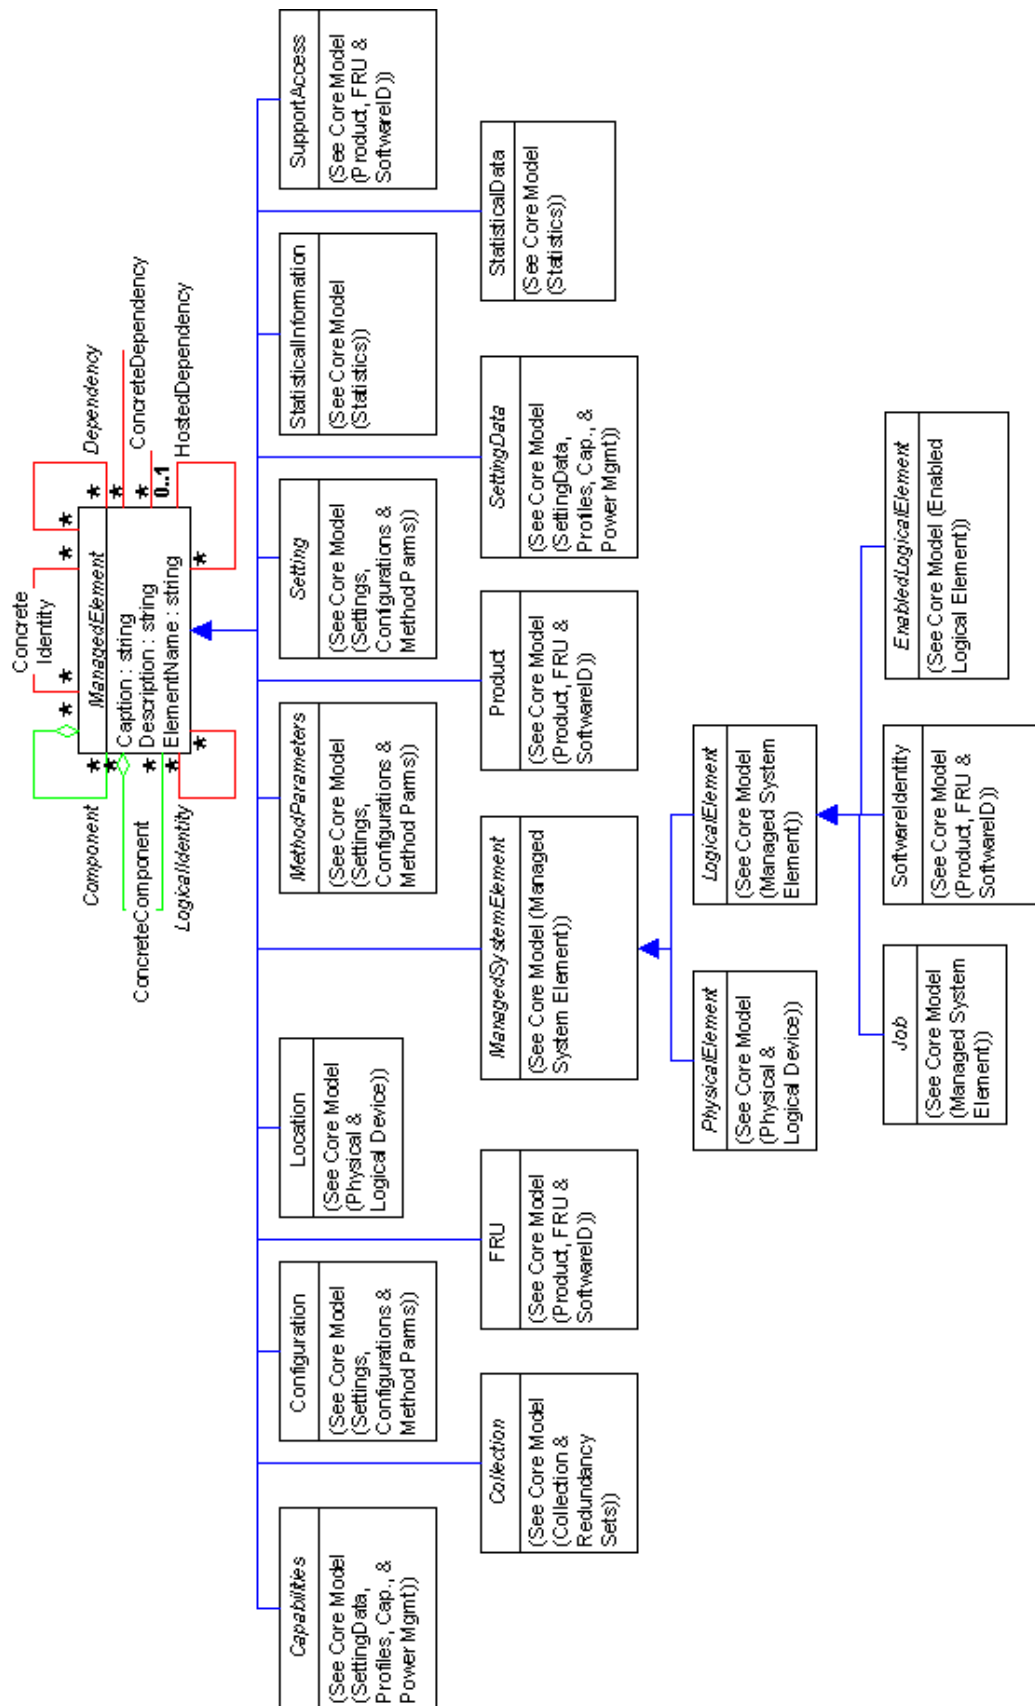 Concrete
Identity
*
*
*
*
Component
*
*
*
*
ConcreteComponent
LogicalIdentity
*
*
ManagedElement
Caption : string
Description : string
ElementName : string
*
*
*
0..1
*
Dependency
ConcreteDependency
HostedDependency
Capabilities
(See Core Model
(SettingData,
Profiles, Cap., &
Power Mgmt))
Configuration
(See Core Model
(Settings,
Configurations &
Method Parms))
Location
(See Core Model
(Physical &
Logical Device))
MethodParameters
(See Core Model
(Settings,
Configurations &
Method Parms))
Setting
(See Core Model
(Settings,
Configurations &
Method Parms))
StatisticalInformation
(See Core Model
(Statistics))
SupportAccess
(See Core Model
(Product, FRU &
SoftwareID))
Collection
(See Core Model
(Collection &
Redundancy
Sets))
FRU
(See Core Model
(Product, FRU &
SoftwareID))
ManagedSystemElement
(See Core Model (Managed
System Element))
Product
(See Core Model
(Product, FRU &
SoftwareID))
SettingData
(See Core Model
(SettingData,
Profiles, Cap., &
Power Mgmt))
StatisticalData
(See Core Model
(Statistics))
PhysicalElement
(See Core Model
(Physical &
Logical Device))
LogicalElement
(See Core Model
(Managed System
Element))
Job
(See Core Model
(Managed System
Element))
SoftwareIdentity
(See Core Model
(Product, FRU &
SoftwareID))
EnabledLogicalElement
(See Core Model (Enabled
Logical Element))